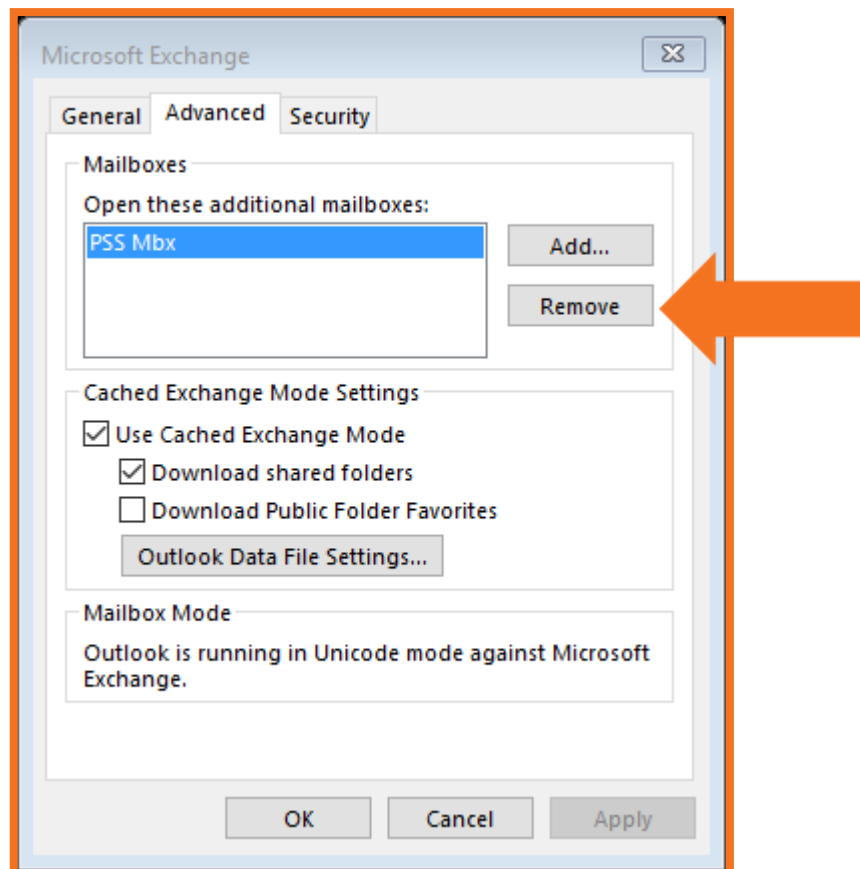 Microsoft Exchange
General Advanced Security
Mailboxes
Open these additional mailboxes:
PSS Mbx
Add...
Remove
Cached Exchange Mode Settings
Use Cached Exchange Mode
Download shared folders
Download Public Folder Favorites
Outlook Data File Settings...
Mailbox Mode
Outlook is running in Unicode mode against Microsoft
Exchange.
OK Cancel Apply